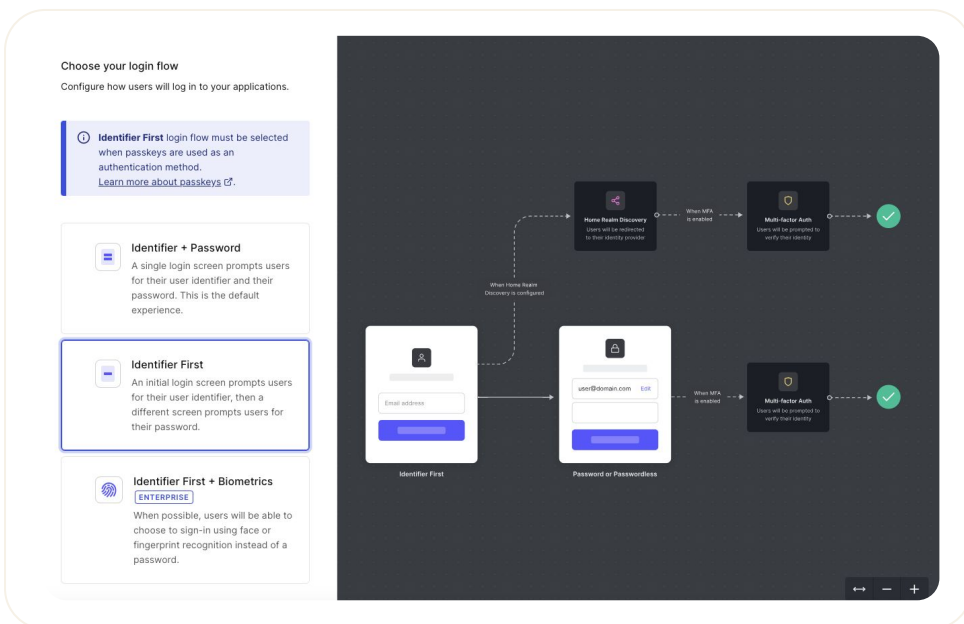 Choose your login flow
Configure how users will log in to your applications.
Identifier First login flow must be selected
when passkeys are used as an
authentication method.
Learn more about passkeys
Identifier + Password
A single login screen prompts users
for their user identifier and their
password. This is the default
experience.
Identifier First
An initial login screen prompts users
for their user identifier, then a
different screen prompts users for
their password.
Identifier First + Biometrics
ENTERPRISE
When possible, users will be able to
choose to sign-in using face or
fingerprint recognition instead of a
password.
Home Realm Discovery
Users will be redirected
to their identity provider
When MFA
is enabled
Multi-factor Auth
Users will be prompted to
verify their identity
When Home Realm
Discovery is configured
Email address
Identifier First
user@domain.com Edit
Password or Passwordless
When MFA
is enabled
Multi-factor Auth
Users will be prompted to
verify their identity